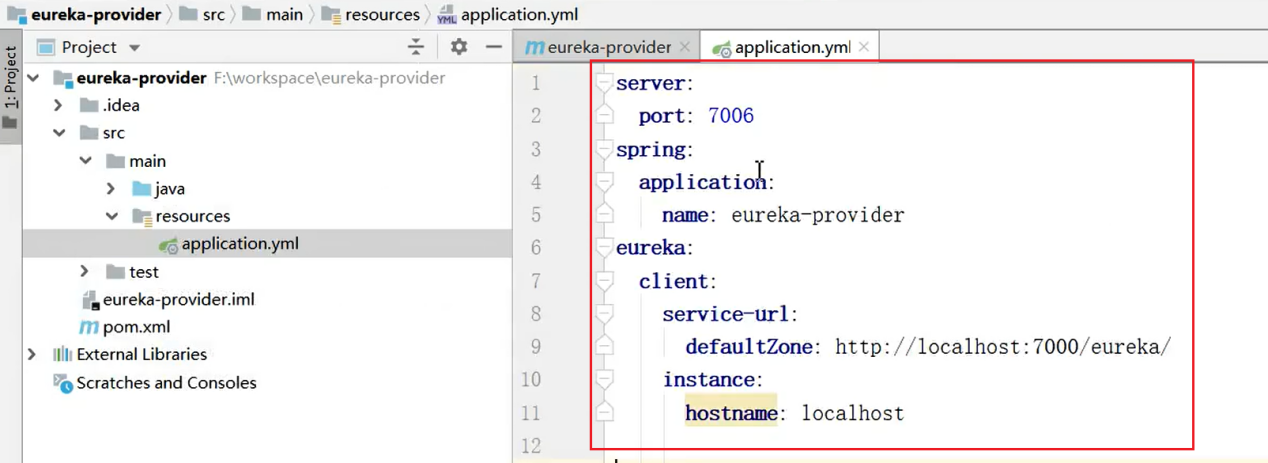 eureka-provider src main resources application.yml
1: Project
Project
eureka-provider F:\workspace\eureka-provider
.idea
src
main
java
resources
application.yml
test
eureka-provider.iml
pom.xml
External Libraries
Scratches and Consoles
eureka-provider application.yml
1 server:
2   port: 7006
3 spring:
4   application:
5     name: eureka-provider
6 eureka:
7   client:
8     service-url:
9       defaultZone: http://localhost:7000/eureka/
10     instance:
11       hostname: localhost
12